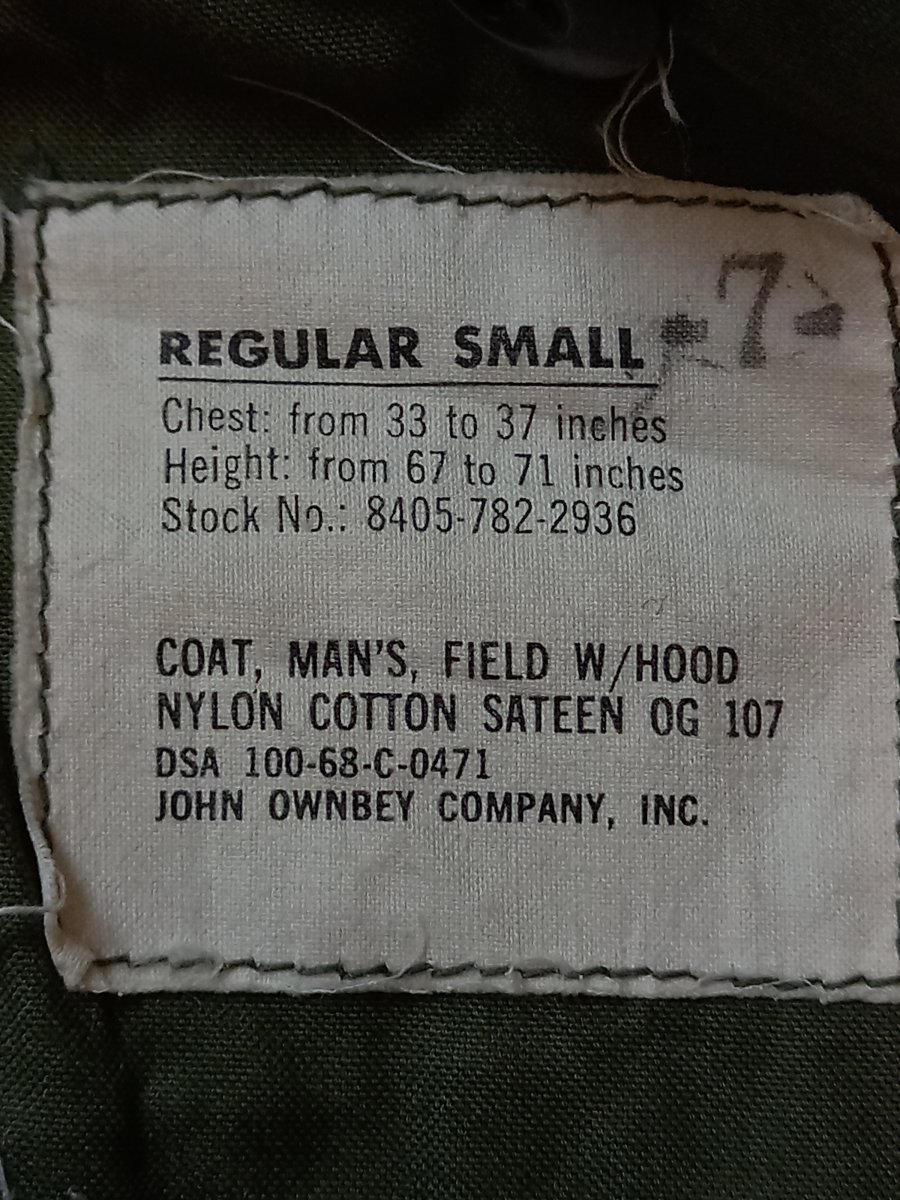 -7-
REGULAR SMALL
Chest: from 33 to 37 inches
Height: from 67 to 71 inches
Stock No.: 8405-782-2936
COAT, MAN'S, FIELD W/HOOD
NYLON COTTON SATEEN OG 107
DSA 100-68-C-0471
JOHN OWNBEY COMPANY, INC.